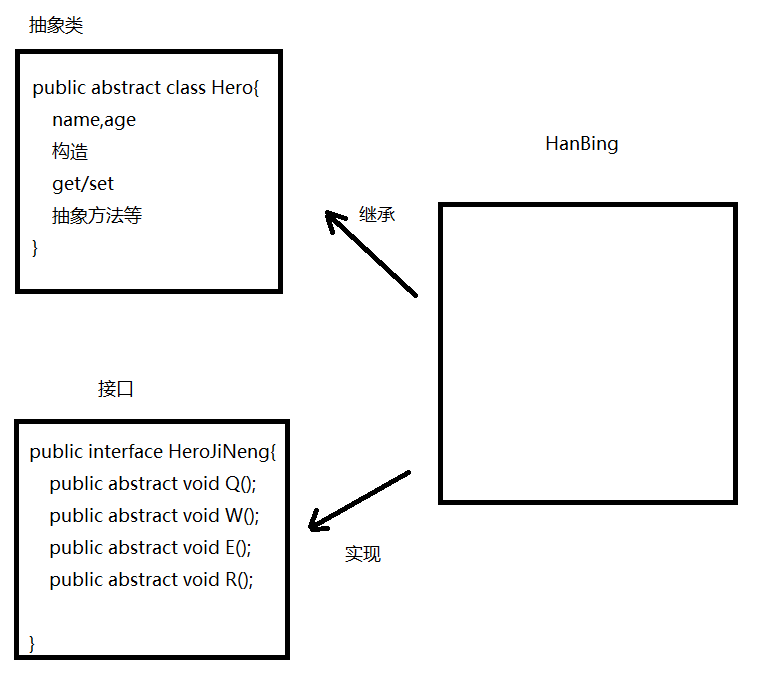 抽象类
public abstract class Hero{
name,age
构造
get/set
抽象方法等
}
HanBing
继承
接口
public interface HeroJiNeng{
public abstract void Q();
public abstract void W();
public abstract void E();
public abstract void R();
}
实现